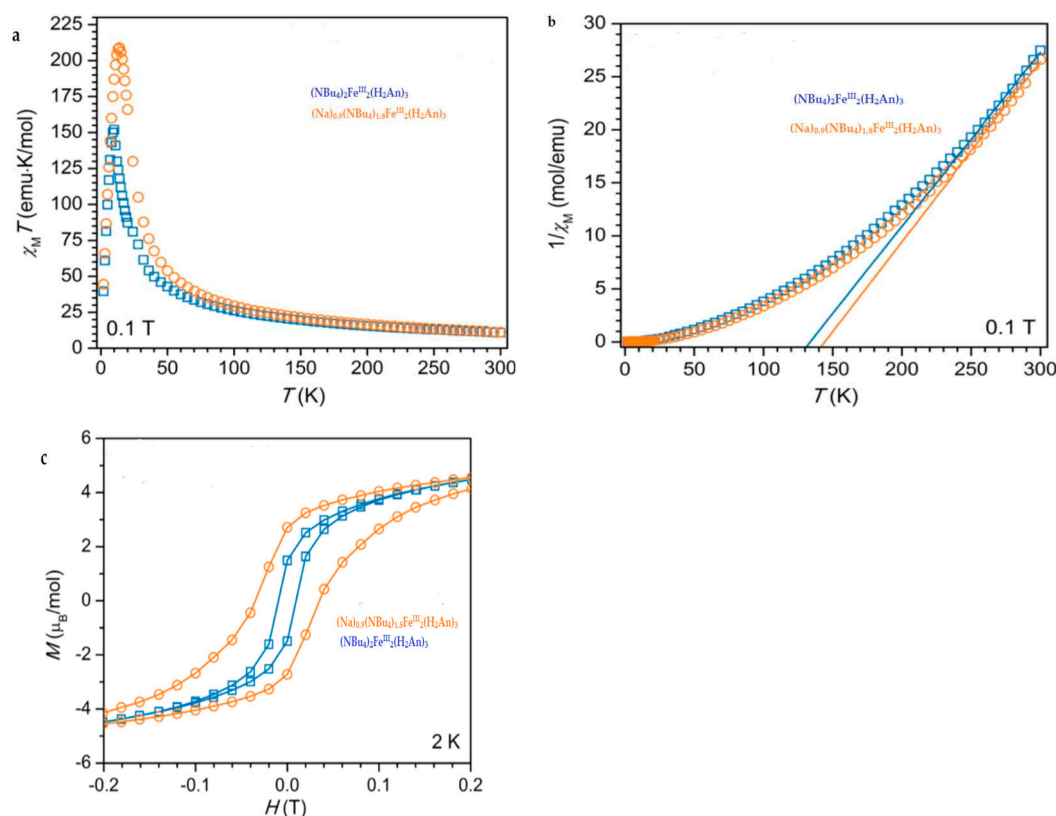 a
225
200
175
150
125
100
75
50
25
0
χ_M T (emu·K/mol)
(NBu₄)₂Feᴵᴵᴵ₂(H₂An)₃
(Na)₀.₉(NBu₄)₁.₈Feᴵᴵᴵ₂(H₂An)₃
0.1 T
0 50 100 150 200 250 300
T (K)
b
30
25
20
15
10
5
0
1/χ_M (mol/emu)
(NBu₄)₂Feᴵᴵᴵ₂(H₂An)₃
(Na)₀.₉(NBu₄)₁.₈Feᴵᴵᴵ₂(H₂An)₃
0.1 T
0 50 100 150 200 250 300
T (K)
c
6
4
2
0
-2
-4
-6
M (μ_B/mol)
(Na)₀.₉(NBu₄)₁.₈Feᴵᴵᴵ₂(H₂An)₃
(NBu₄)₂Feᴵᴵᴵ₂(H₂An)₃
2 K
-0.2 -0.1 0.0 0.1 0.2
H (T)